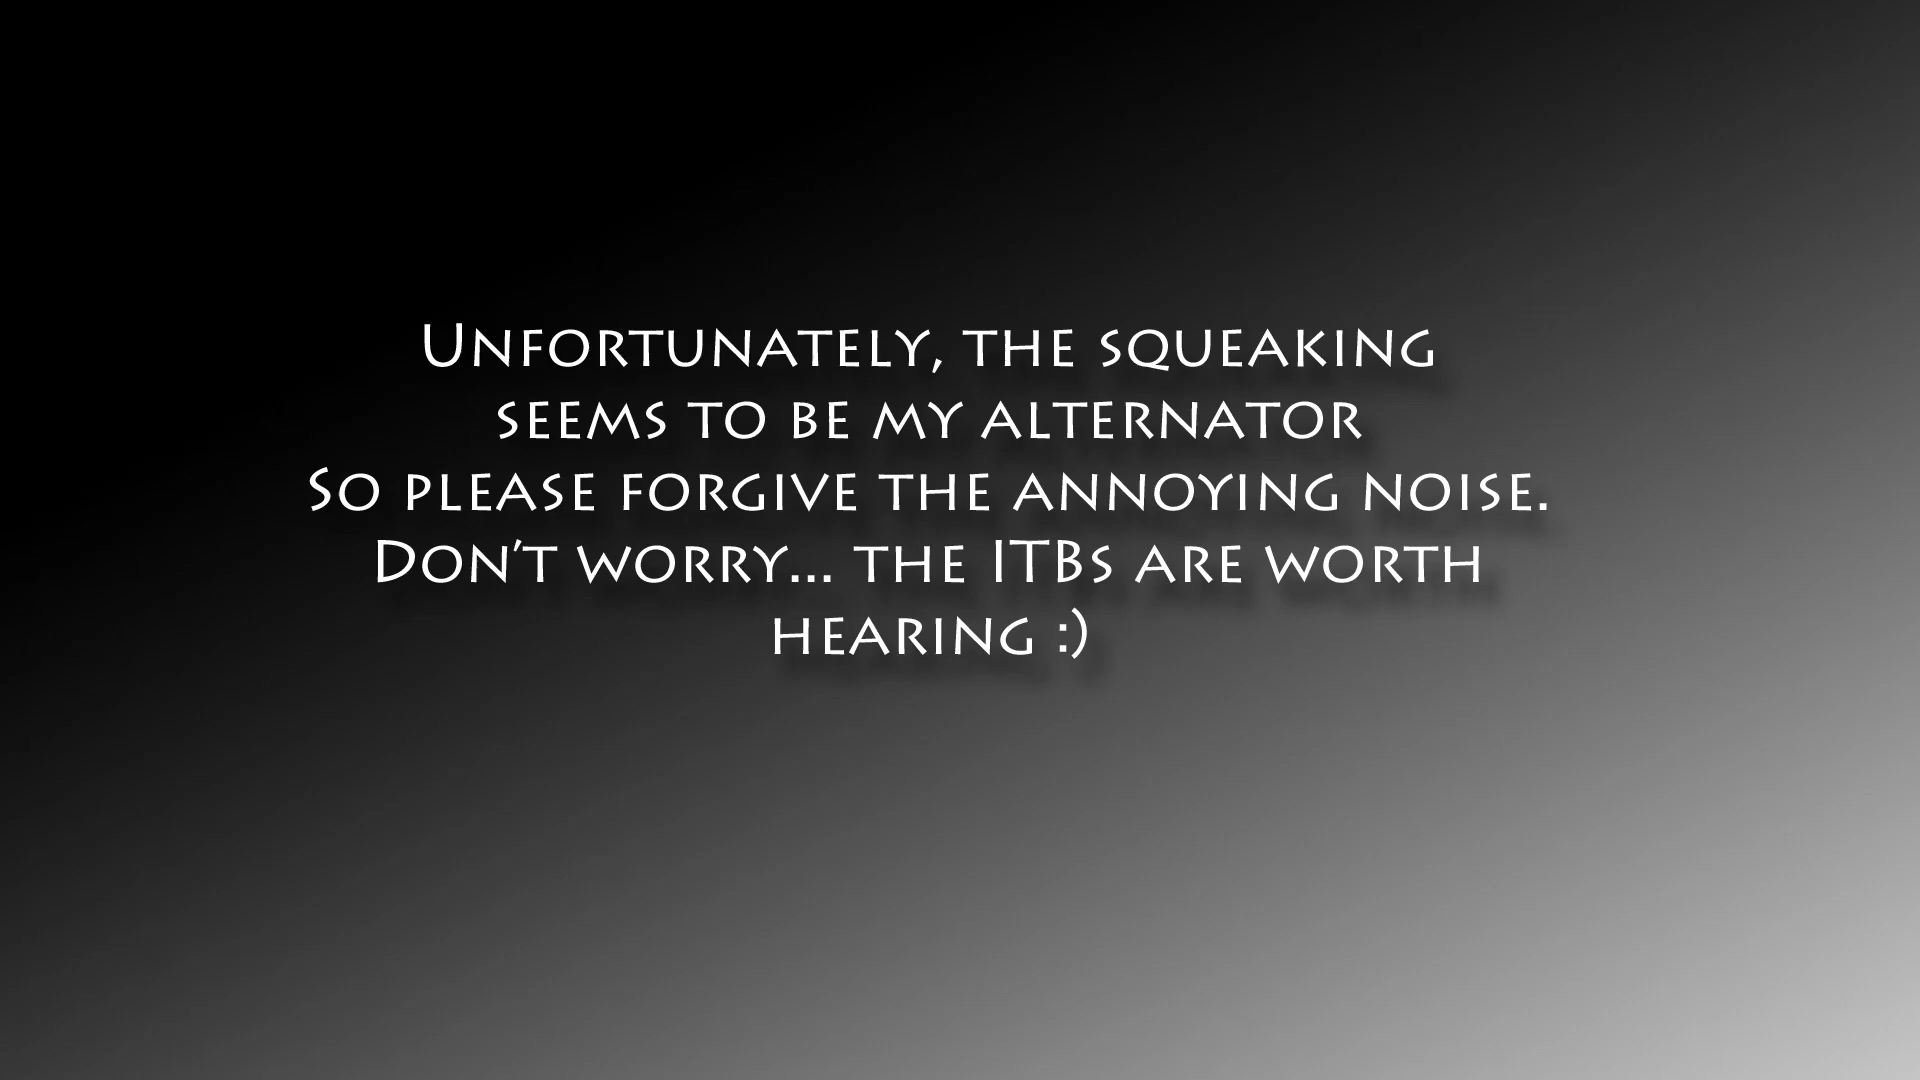 Unfortunately, the squeaking
seems to be my alternator
So please forgive the annoying noise.
Don't worry... the ITBs are worth
hearing :)